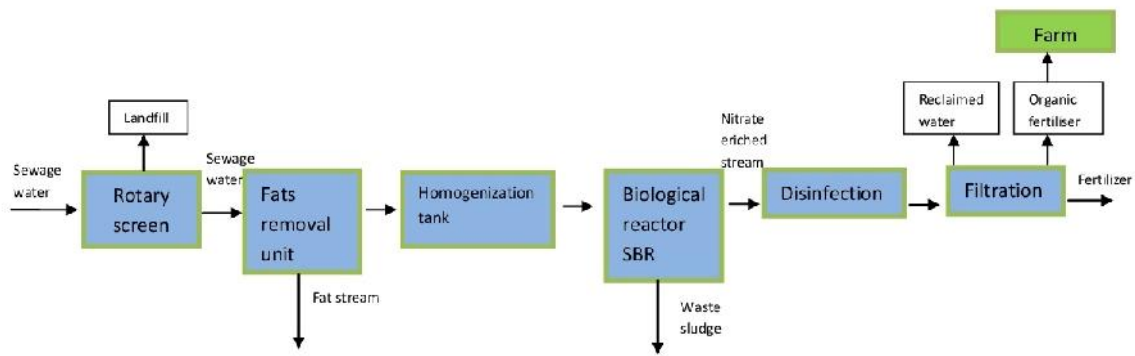 Farm
Reclaimed
water
Organic
fertiliser
Landfill
Nitrate
eriched
stream
Sewage
water
Sewage
water
Rotary
screen
Fats
removal
unit
Homogenization
tank
Biological
reactor
SBR
Disinfection
Filtration
Fertilizer
Fat stream
Waste
sludge